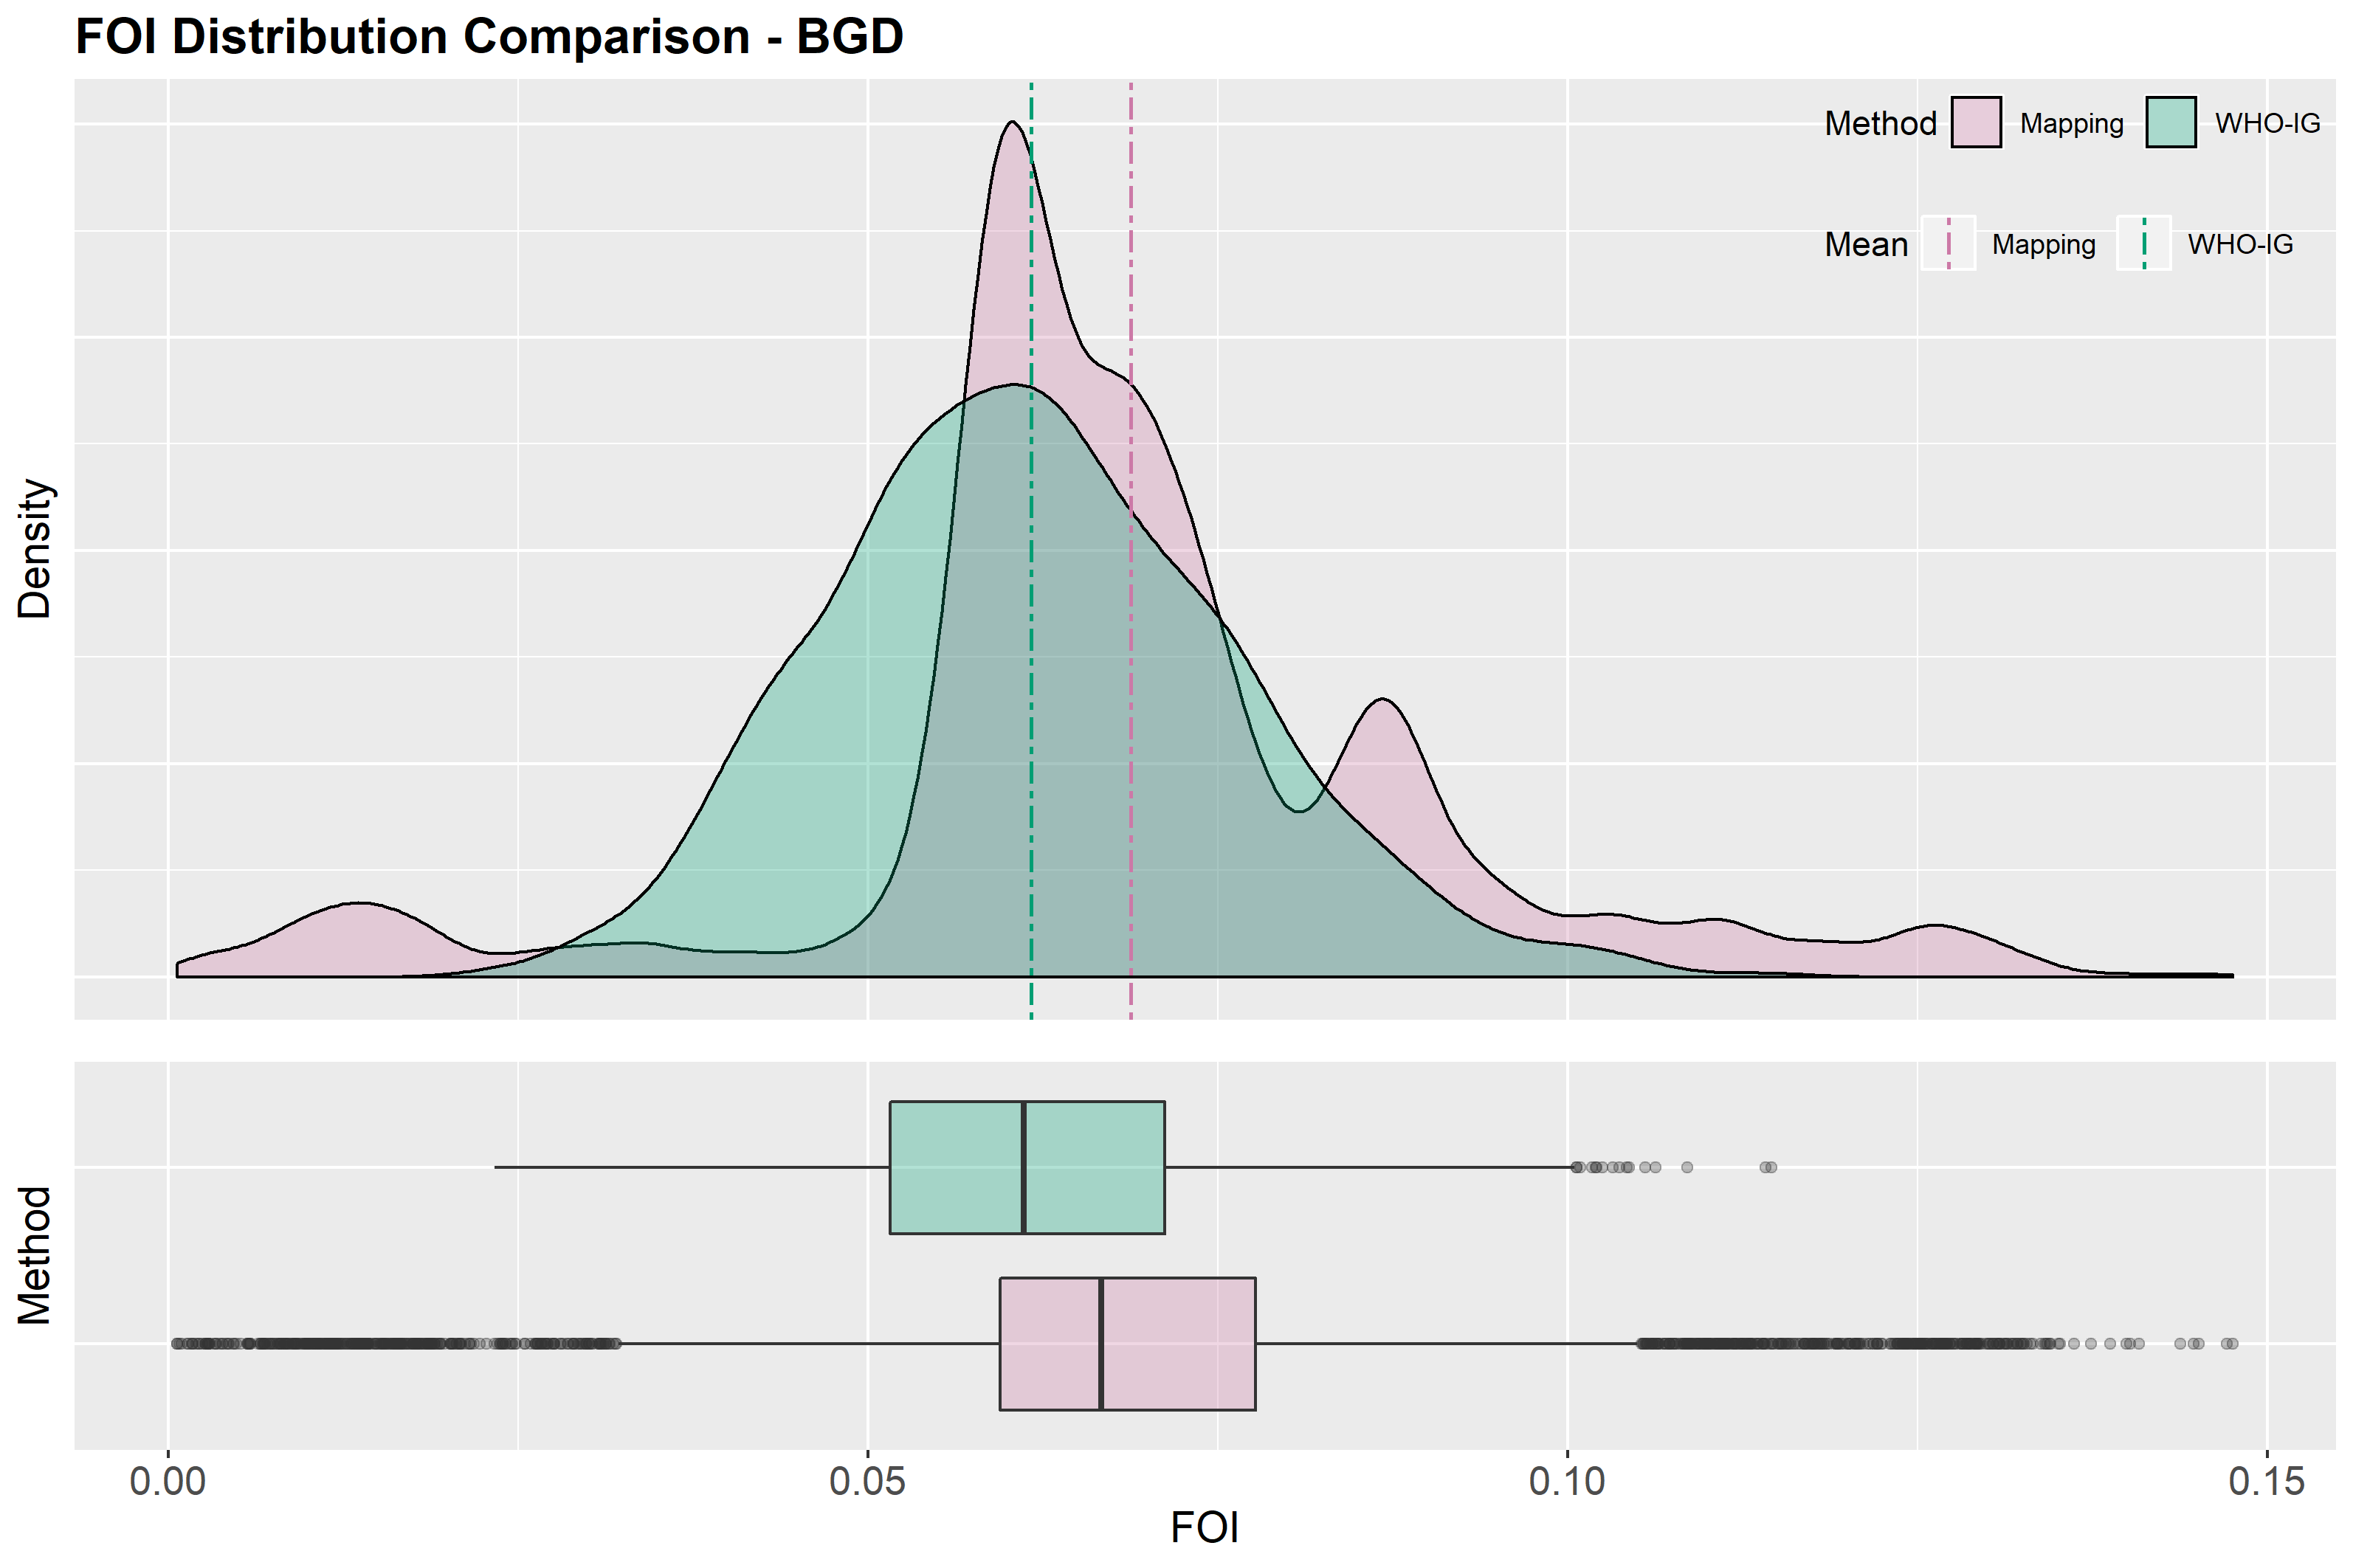 FOI Distribution Comparison - BGD
Method Mapping WHO-IG
Mean Mapping WHO-IG
Density
Method
0.00 0.05 0.10 0.15
FOI